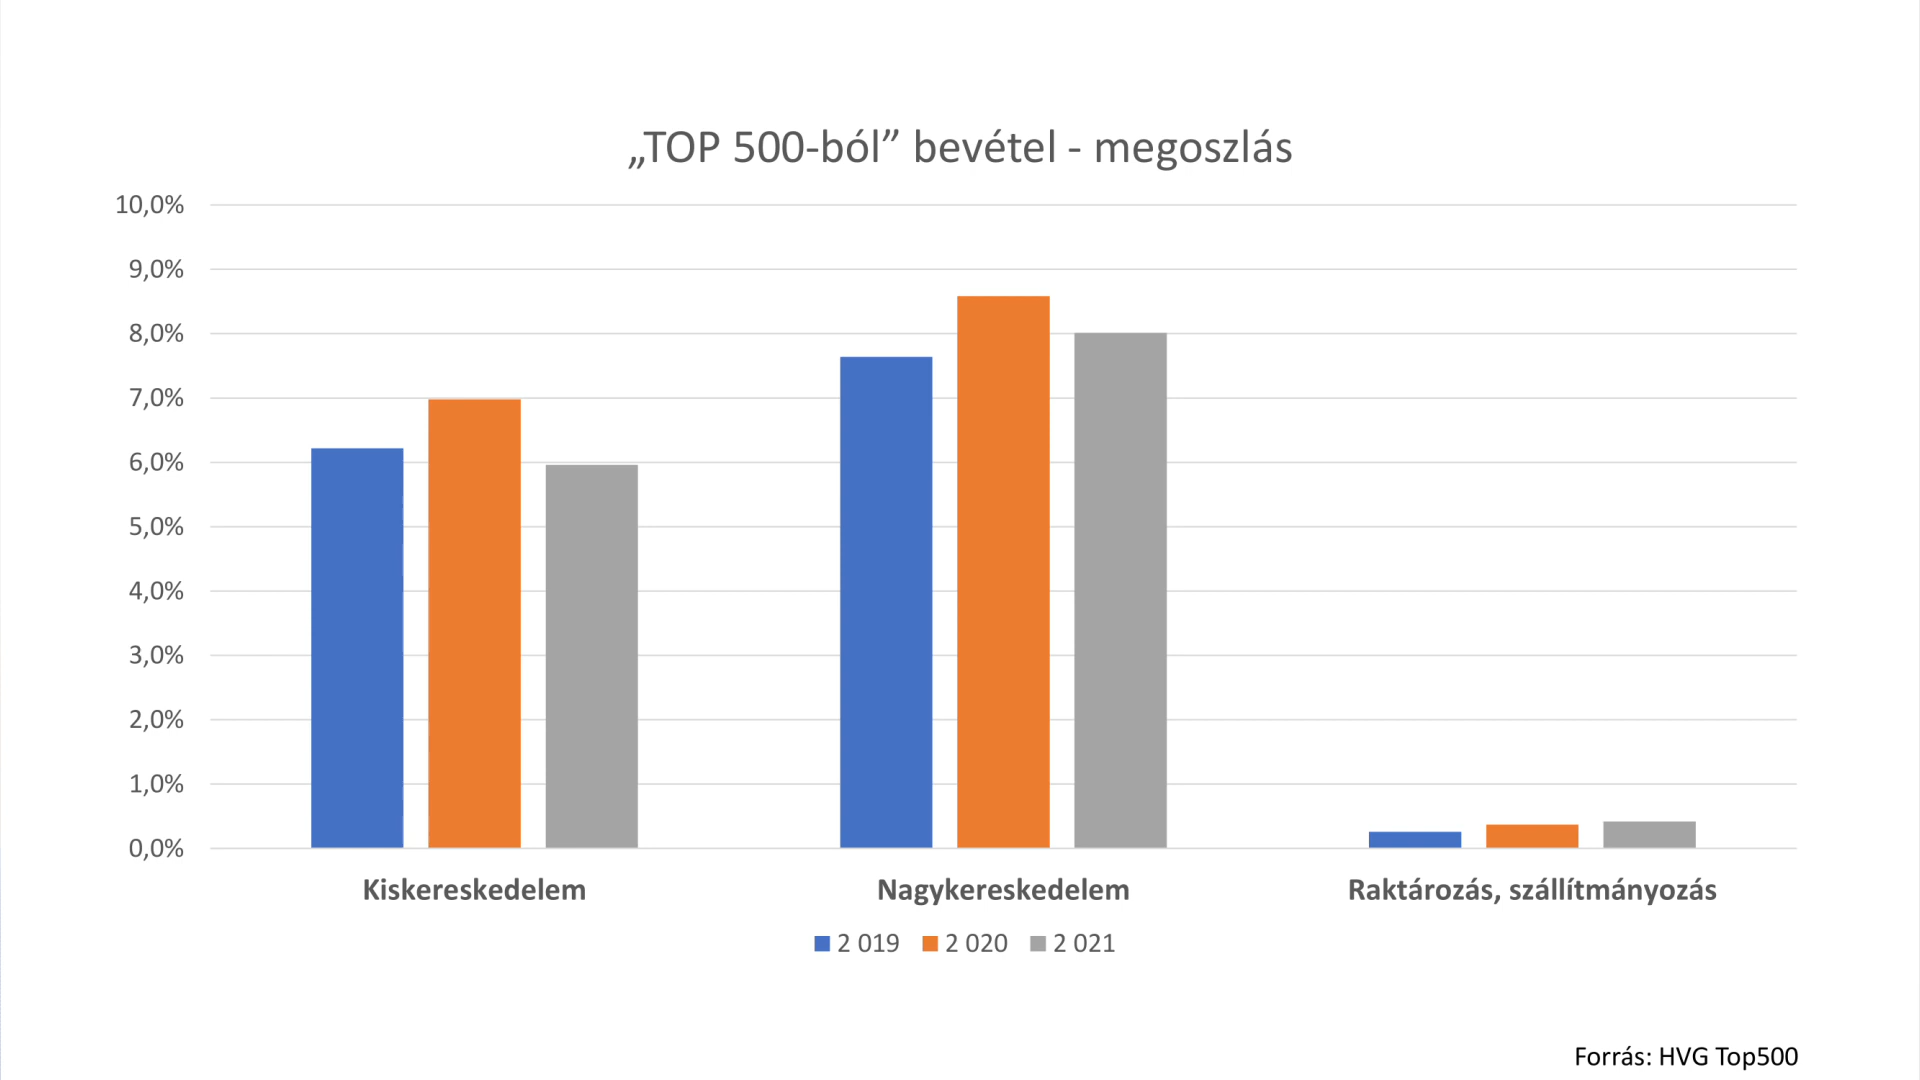 „TOP 500-ból” bevétel - megoszlás
10,0%
9,0%
8,0%
7,0%
6,0%
5,0%
4,0%
3,0%
2,0%
1,0%
0,0%
Kiskereskedelem Nagykereskedelem Raktározás, szállítmányozás
2 019 2 020 2 021
Forrás: HVG Top500